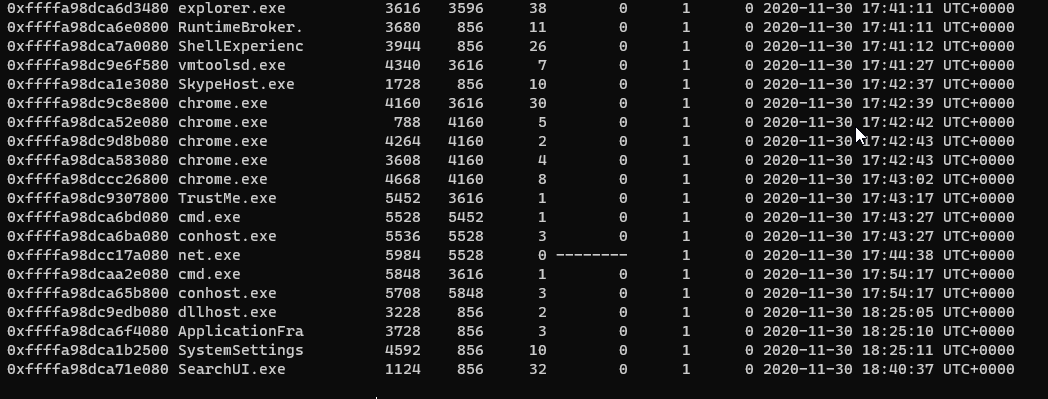 0xffffa98dca6d3480 explorer.exe 3616 3596 38 0 1 0 2020-11-30 17:41:11 UTC+0000
0xffffa98dca6e0800 RuntimeBroker. 3680 856 11 0 1 0 2020-11-30 17:41:11 UTC+0000
0xffffa98dca7a0080 ShellExperienc 3944 856 26 0 1 0 2020-11-30 17:41:12 UTC+0000
0xffffa98dc9e6f580 vmtoolsd.exe 4340 3616 7 0 1 0 2020-11-30 17:41:27 UTC+0000
0xffffa98dca1e3080 SkypeHost.exe 1728 856 10 0 1 0 2020-11-30 17:42:37 UTC+0000
0xffffa98dc9c8e800 chrome.exe 4160 3616 30 0 1 0 2020-11-30 17:42:39 UTC+0000
0xffffa98dca52e080 chrome.exe 788 4160 5 0 1 0 2020-11-30 17:42:42 UTC+0000
0xffffa98dc9d8b080 chrome.exe 4264 4160 2 0 1 0 2020-11-30 17:42:43 UTC+0000
0xffffa98dca583080 chrome.exe 3608 4160 4 0 1 0 2020-11-30 17:42:43 UTC+0000
0xffffa98dccc26800 chrome.exe 4668 4160 8 0 1 0 2020-11-30 17:43:02 UTC+0000
0xffffa98dc9307800 TrustMe.exe 5452 3616 1 0 1 0 2020-11-30 17:43:17 UTC+0000
0xffffa98dca6bd080 cmd.exe 5528 5452 1 0 1 0 2020-11-30 17:43:27 UTC+0000
0xffffa98dca6ba080 conhost.exe 5536 5528 3 0 1 0 2020-11-30 17:43:27 UTC+0000
0xffffa98dcc17a080 net.exe 5984 5528 0 -------- 1 0 2020-11-30 17:44:38 UTC+0000
0xffffa98dcaa2e080 cmd.exe 5848 3616 1 0 1 0 2020-11-30 17:54:17 UTC+0000
0xffffa98dca65b800 conhost.exe 5708 5848 3 0 1 0 2020-11-30 17:54:17 UTC+0000
0xffffa98dc9edb080 dllhost.exe 3228 856 2 0 1 0 2020-11-30 18:25:05 UTC+0000
0xffffa98dca6f4080 ApplicationFra 3728 856 3 0 1 0 2020-11-30 18:25:10 UTC+0000
0xffffa98dca1b2500 SystemSettings 4592 856 10 0 1 0 2020-11-30 18:25:11 UTC+0000
0xffffa98dca71e080 SearchUI.exe 1124 856 32 0 1 0 2020-11-30 18:40:37 UTC+0000